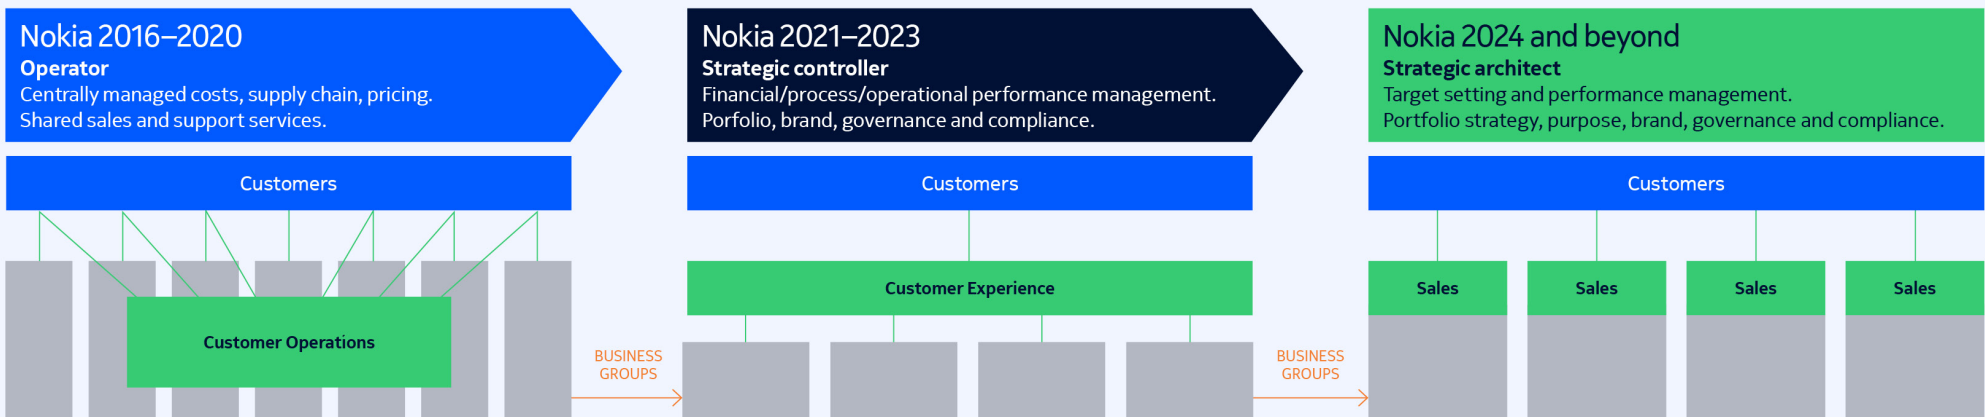 Nokia 2016–2020
Operator
Centrally managed costs, supply chain, pricing.
Shared sales and support services.
Customers
Customer Operations
BUSINESS
GROUPS
Nokia 2021–2023
Strategic controller
Financial/process/operational performance management.
Porfolio, brand, governance and compliance.
Customers
Customer Experience
BUSINESS
GROUPS
Nokia 2024 and beyond
Strategic architect
Target setting and performance management.
Portfolio strategy, purpose, brand, governance and compliance.
Customers
Sales
Sales
Sales
Sales